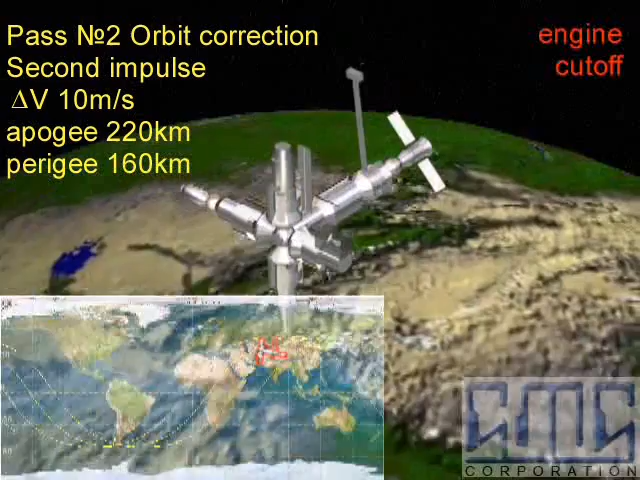 Pass №2 Orbit correction
Second impulse
ΔV 10m/s
apogee 220km
perigee 160km
engine
cutoff
CORPORATION